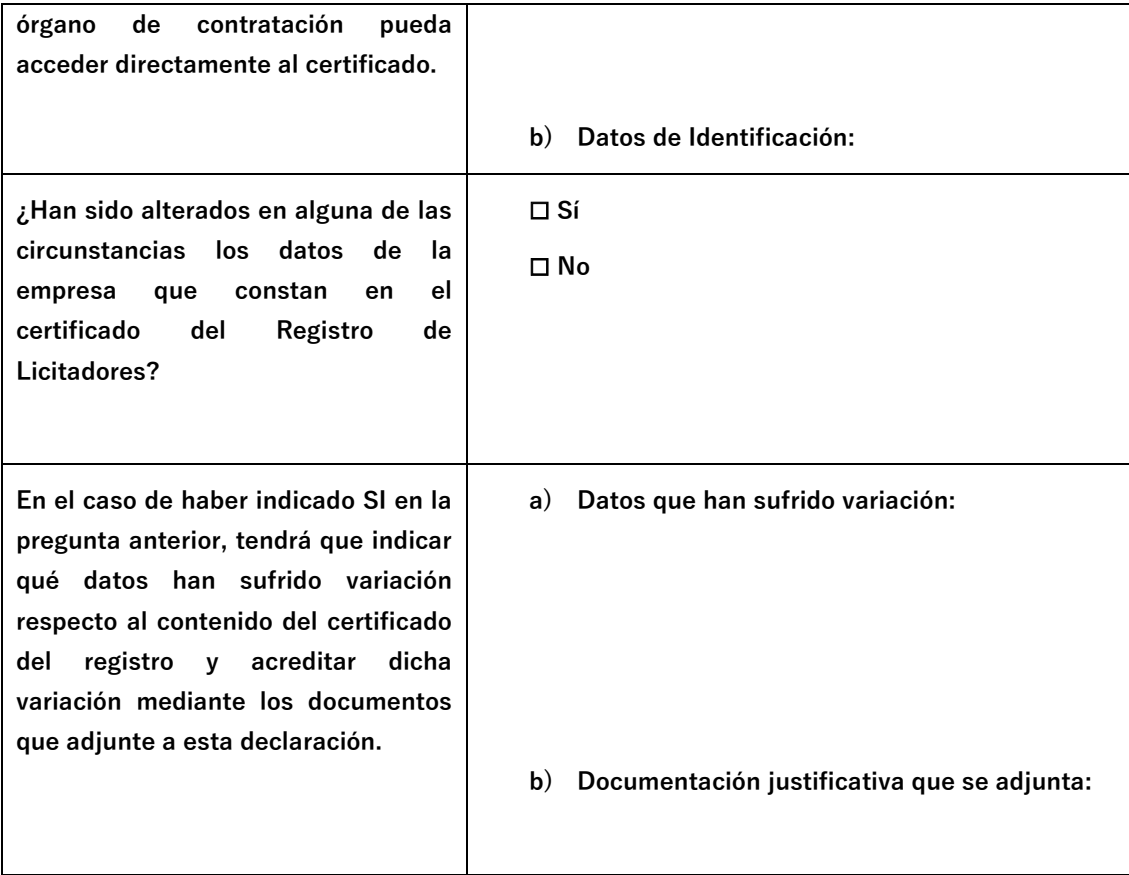 órgano de contratación pueda
acceder directamente al certificado.
b) Datos de Identificación:
¿Han sido alterados en alguna de las
circunstancias los datos de la
empresa que constan en el
certificado del Registro de
Licitadores?
☐ Sí
☐ No
En el caso de haber indicado SI en la
pregunta anterior, tendrá que indicar
qué datos han sufrido variación
respecto al contenido del certificado
del registro y acreditar dicha
variación mediante los documentos
que adjunte a esta declaración.
a) Datos que han sufrido variación:
b) Documentación justificativa que se adjunta: